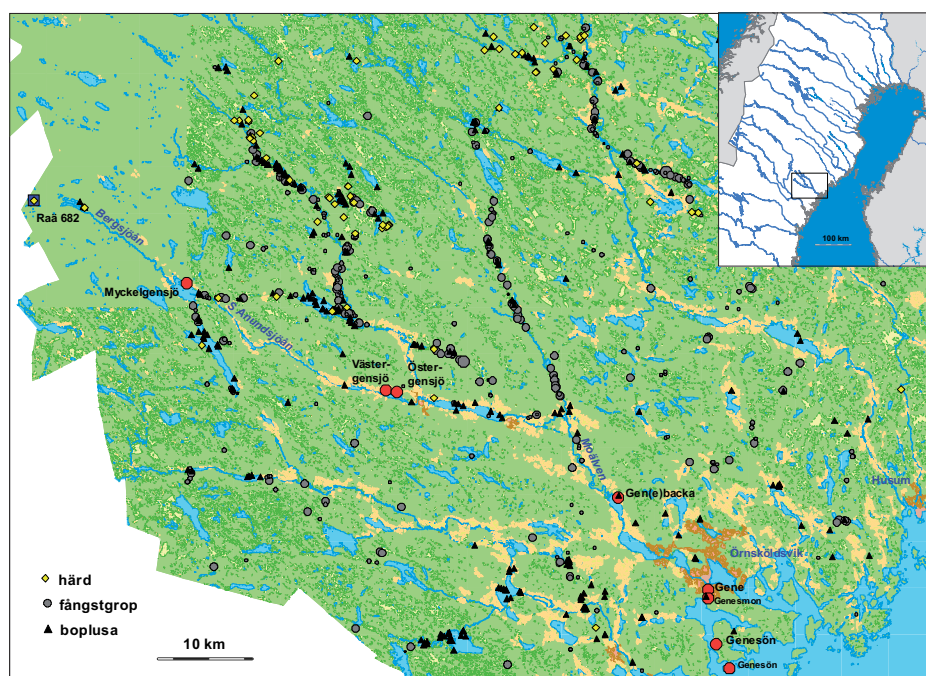 100 km
Raä 682
Bergsjöån
Myckelgensjö
S Anundsjöån
Väster-
gensjö
Öster-
gensjö
Moälven
Gen(e)backa
Husum
Örnsköldsvik
Gene
Genesmon
Genesön
Genesön
härd
fångstgrop
boplusa
10 km